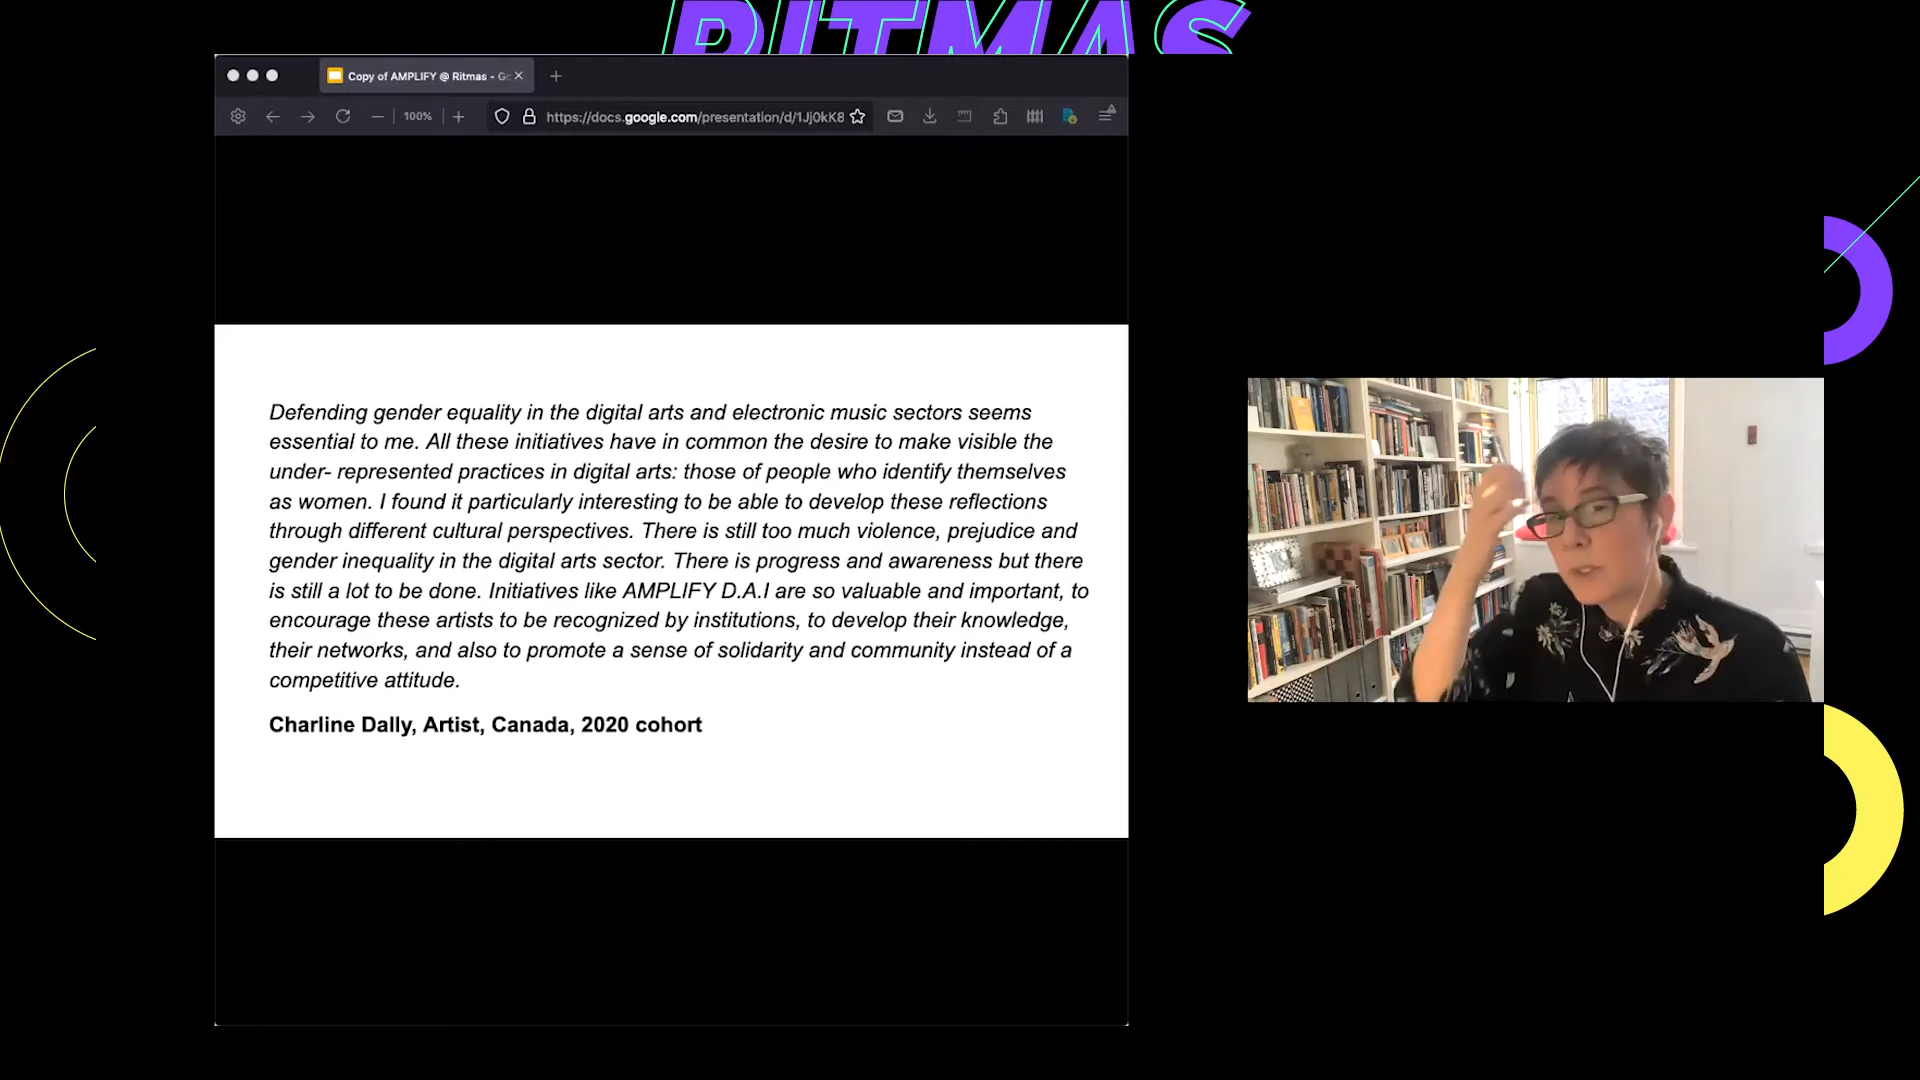 RITMAS
Copy of AMPLIFY @ Ritmas - Go
100%
https://docs.google.com/presentation/d/1Jj0kK8
Defending gender equality in the digital arts and electronic music sectors seems
essential to me. All these initiatives have in common the desire to make visible the
under- represented practices in digital arts: those of people who identify themselves
as women. I found it particularly interesting to be able to develop these reflections
through different cultural perspectives. There is still too much violence, prejudice and
gender inequality in the digital arts sector. There is progress and awareness but there
is still a lot to be done. Initiatives like AMPLIFY D.A.I are so valuable and important, to
encourage these artists to be recognized by institutions, to develop their knowledge,
their networks, and also to promote a sense of solidarity and community instead of a
competitive attitude.
Charline Dally, Artist, Canada, 2020 cohort